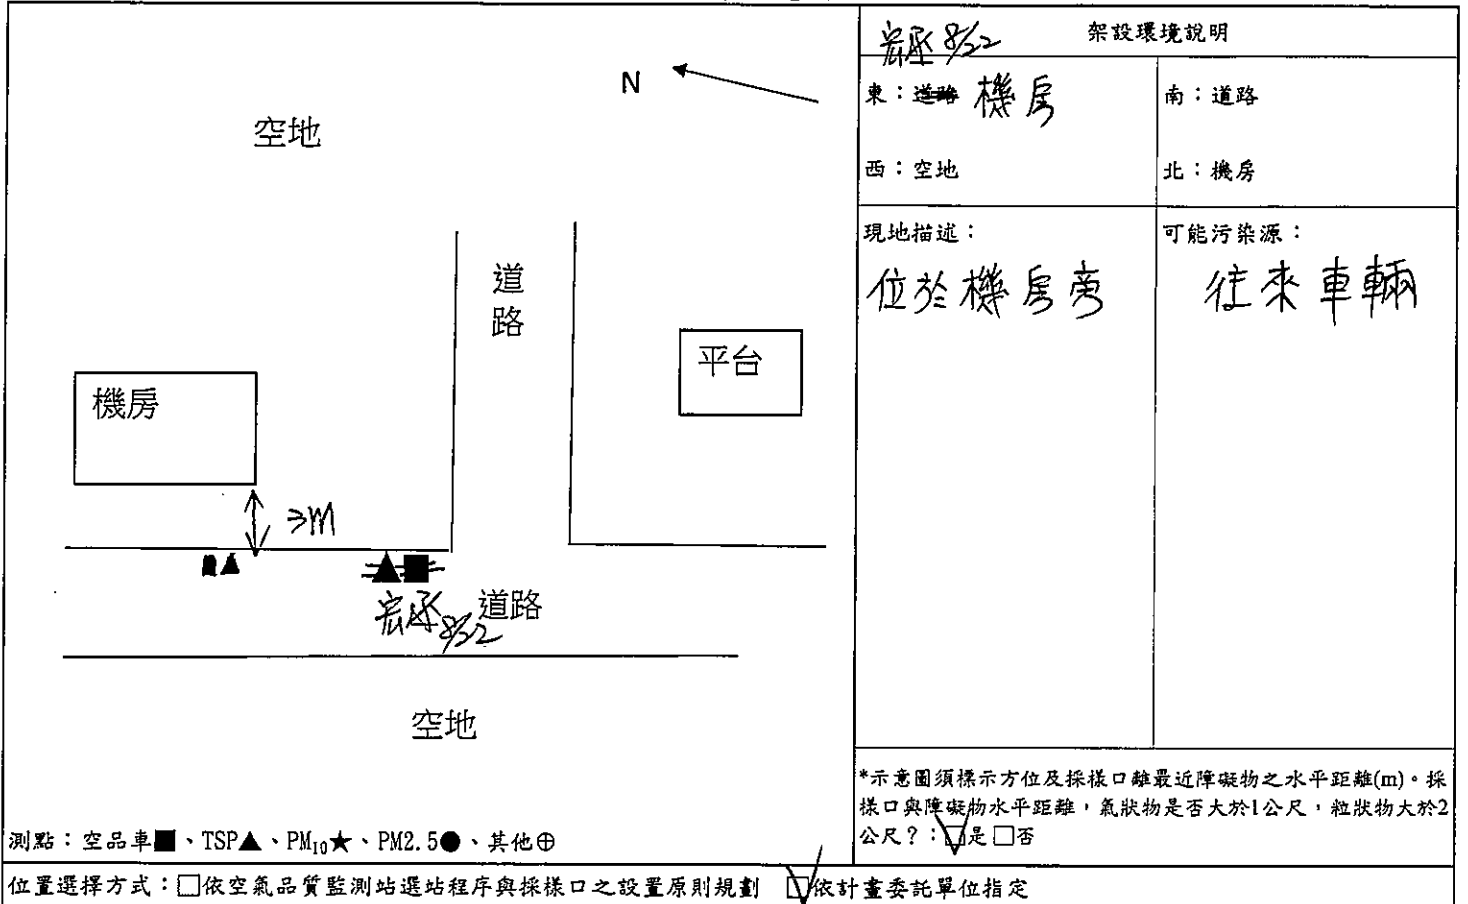 宏承 8/22 架設環境說明
N
東：道路 機房 南：道路
空地
西：空地 北：機房
現地描述： 可能污染源：
道路
位於機房旁 往來車輛
平台
機房
3m
宏承 8/22 道路
空地
*示意圖須標示方位及採樣口離最近障礙物之水平距離(m)。採
樣口與障礙物水平距離，氣狀物是否大於1公尺，粒狀物大於2
公尺？：☑是 □否
測點：空品車■、TSP▲、PM₁₀★、PM2.5●、其他⊕
位置選擇方式：□依空氣品質監測站選站程序與採樣口之設置原則規劃 ☑依計畫委託單位指定